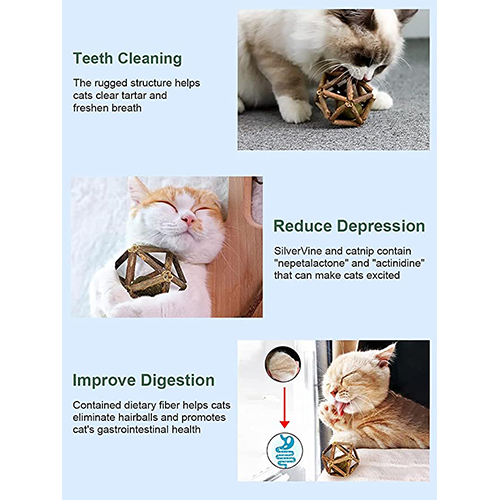 Teeth Cleaning
The rugged structure helps
cats clear tartar and
freshen breath
Reduce Depression
SilverVine and catnip contain
"nepetalactone" and "actinidine"
that can make cats excited
Improve Digestion
Contained dietary fiber helps cats
eliminate hairballs and promotes
cat's gastrointestinal health